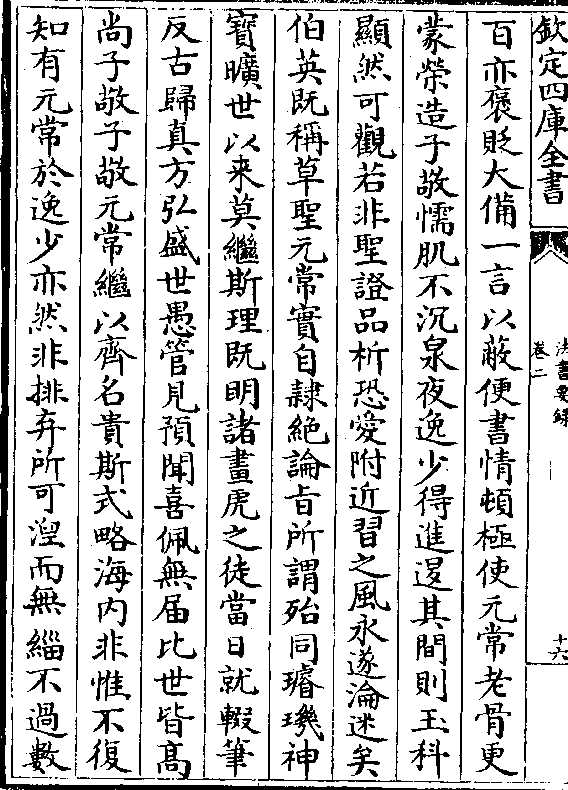 欽定四庫全書
法書要録
卷二
十六
百亦褒貶大備一言以蔽便書情頓極使元常老骨更
蒙榮造子敬懦肌不沉泉夜逸少得進退其間則玉科
顯然可觀若非聖證品析恐愛附近習之風永遂淪迷矣
伯英既稱草聖元常實自隷絶論旨所謂殆同璿璣神
寳曠世以来莫繼斯理既明諸畫虎之徒當日就輟筆
反古歸真方弘盛世愚管見預聞喜佩無届比世皆髙
尚子敬子敬元常繼以齊名貴斯式略海内非惟不復
知有元常於逸少亦然非排弃所可涅而無緇不過數